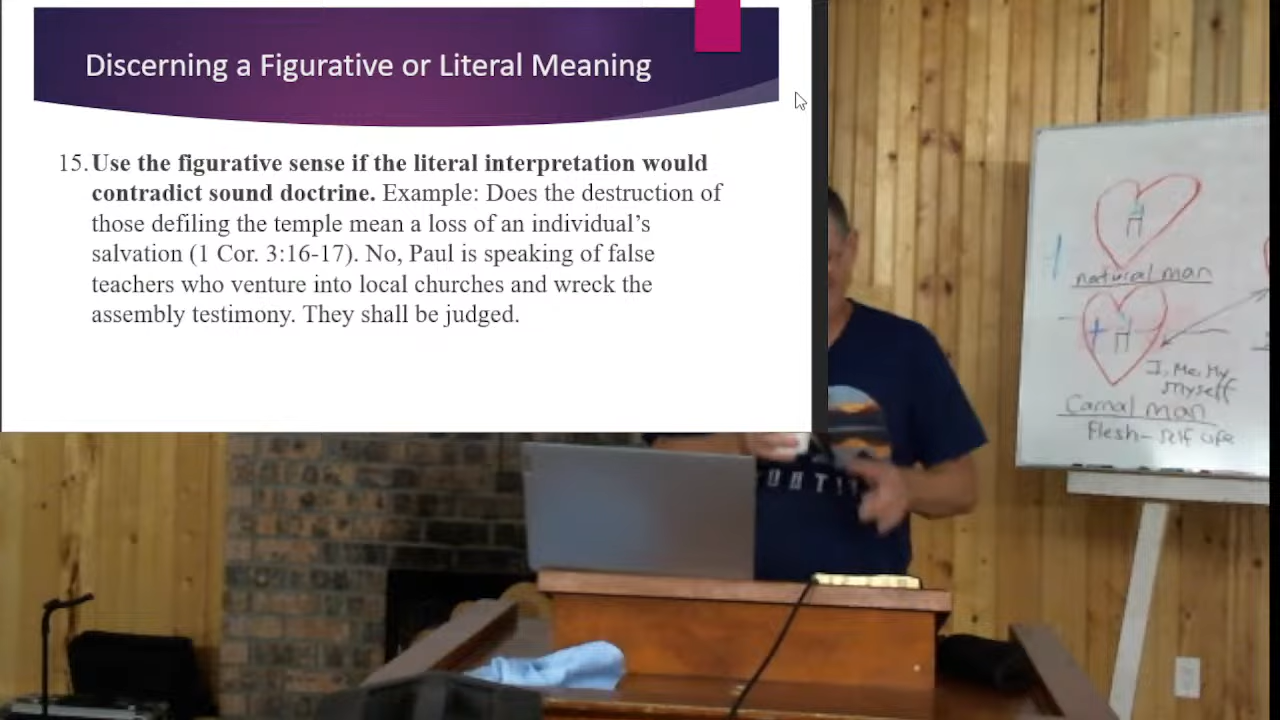 Discerning a Figurative or Literal Meaning
15. Use the figurative sense if the literal interpretation would
contradict sound doctrine. Example: Does the destruction of
those defiling the temple mean a loss of an individual’s
salvation (1 Cor. 3:16-17). No, Paul is speaking of false
teachers who venture into local churches and wreck the
assembly testimony. They shall be judged.
natural man
I, Me, My
Myself
Carnal man
Flesh - self life